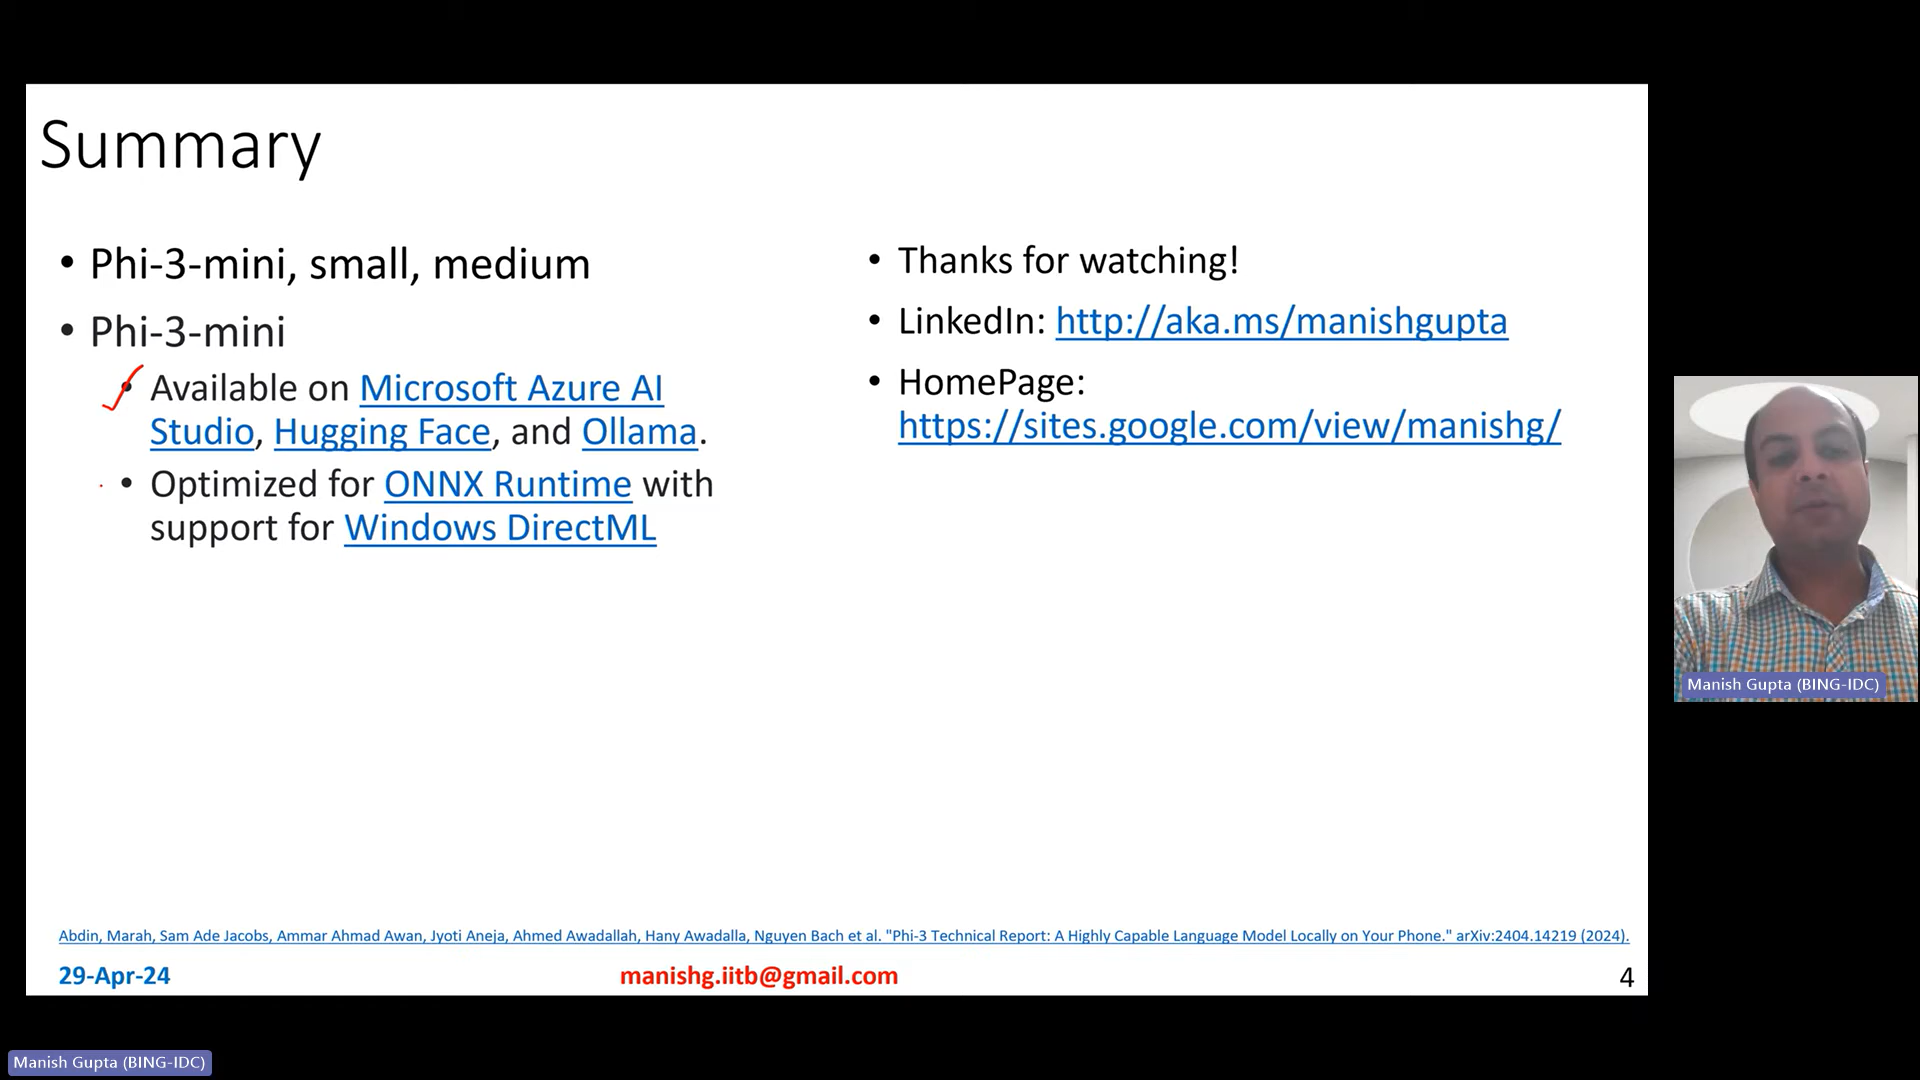 Summary
• Phi-3-mini, small, medium
• Phi-3-mini
• Available on Microsoft Azure AI
Studio, Hugging Face, and Ollama.
• Optimized for ONNX Runtime with
support for Windows DirectML
• Thanks for watching!
• LinkedIn: http://aka.ms/manishgupta
• HomePage:
https://sites.google.com/view/manishg/
Abdin, Marah, Sam Ade Jacobs, Ammar Ahmad Awan, Jyoti Aneja, Ahmed Awadallah, Hany Awadalla, Nguyen Bach et al. "Phi-3 Technical Report: A Highly Capable Language Model Locally on Your Phone." arXiv:2404.14219 (2024).
29-Apr-24
manishg.iitb@gmail.com
4
Manish Gupta (BING-IDC)
Manish Gupta (BING-IDC)